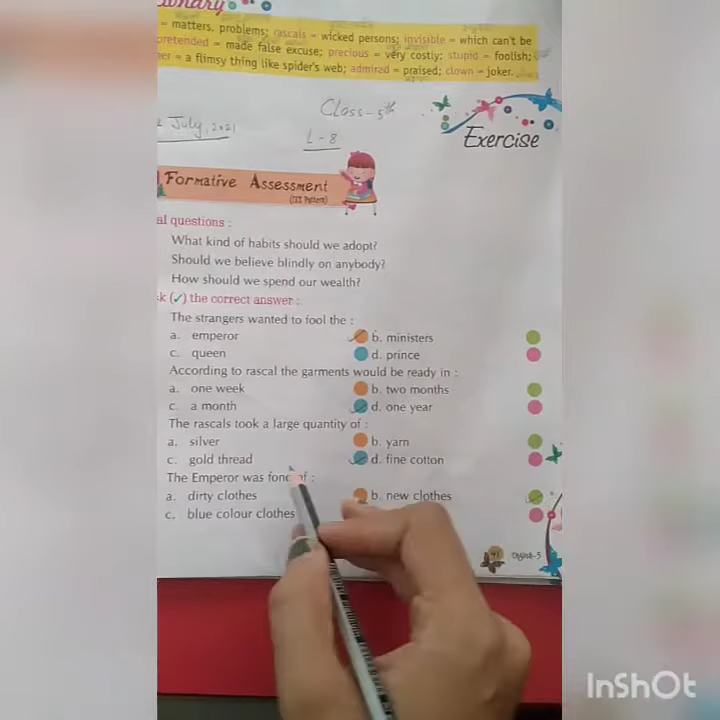 = matters, problems; rascals = wicked persons; invisible = which can't be
pretended = made false excuse; precious = very costly; stupid = foolish;
= a flimsy thing like spider's web; admired = praised; clown = joker.
Class-5th
July, 2021
L-8
Exercise
Formative Assessment
questions :
What kind of habits should we adopt?
Should we believe blindly on anybody?
How should we spend our wealth?
(✓) the correct answer :
The strangers wanted to fool the :
a. emperor b. ministers
c. queen d. prince
According to rascal the garments would be ready in :
a. one week b. two months
c. a month d. one year
The rascals took a large quantity of :
a. silver b. yarn
c. gold thread d. fine cotton
The Emperor was fond of :
a. dirty clothes b. new clothes
c. blue colour clothes
41 English-5
InShOt